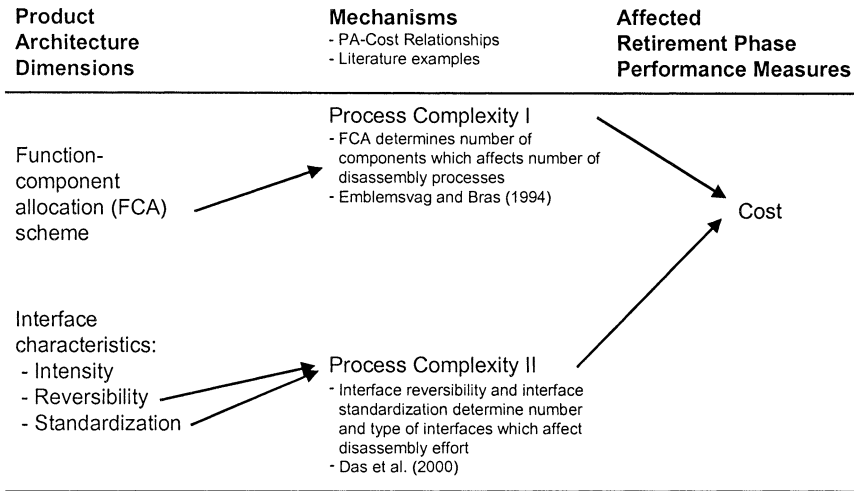 Product
Architecture
Dimensions
Mechanisms
- PA-Cost Relationships
- Literature examples
Affected
Retirement Phase
Performance Measures
Function-
component
allocation (FCA)
scheme
Process Complexity I
- FCA determines number of
components which affects number of
disassembly processes
- Emblemsvag and Bras (1994)
Cost
Interface
characteristics:
- Intensity
- Reversibility
- Standardization
Process Complexity II
- Interface reversibility and interface
standardization determine number
and type of interfaces which affect
disassembly effort
- Das et al. (2000)